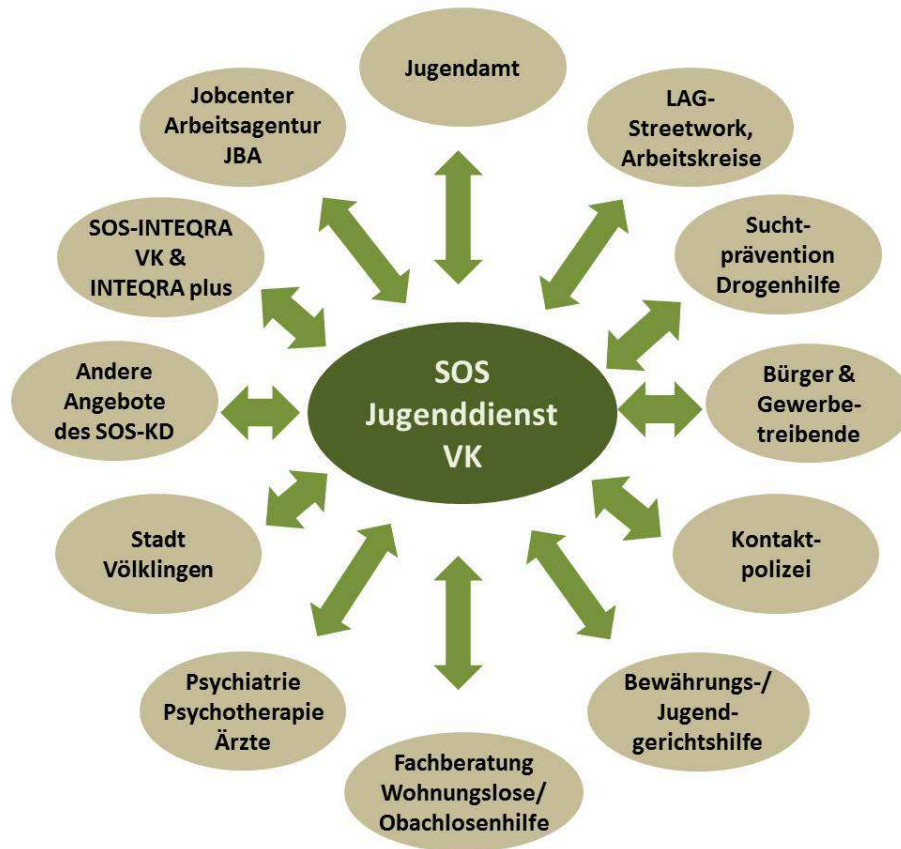 Jugendamt
LAG-
Streetwork,
Arbeitskreise
Sucht-
prävention
Drogenhilfe
Bürger &
Gewerbe-
treibende
Kontakt-
polizei
Bewährungs-/
Jugend-
gerichtshilfe
Fachberatung
Wohnungslose/
Obachlosenhilfe
Psychiatrie
Psychotherapie
Ärzte
Stadt
Völklingen
Andere
Angebote
des SOS-KD
SOS-INTEQRA
VK &
INTEQRA plus
Jobcenter
Arbeitsagentur
JBA
SOS
Jugenddienst
VK